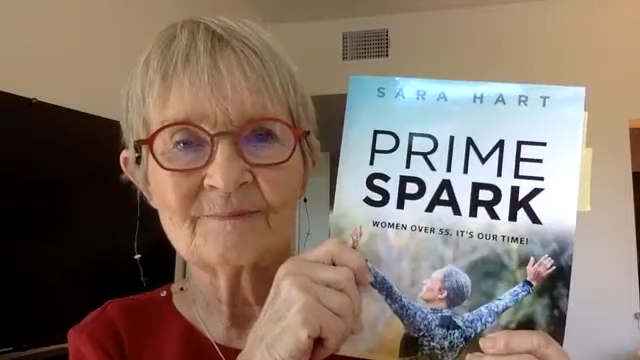 SARA HART
PRIME
SPARK
WOMEN OVER 55, IT'S OUR TIME!